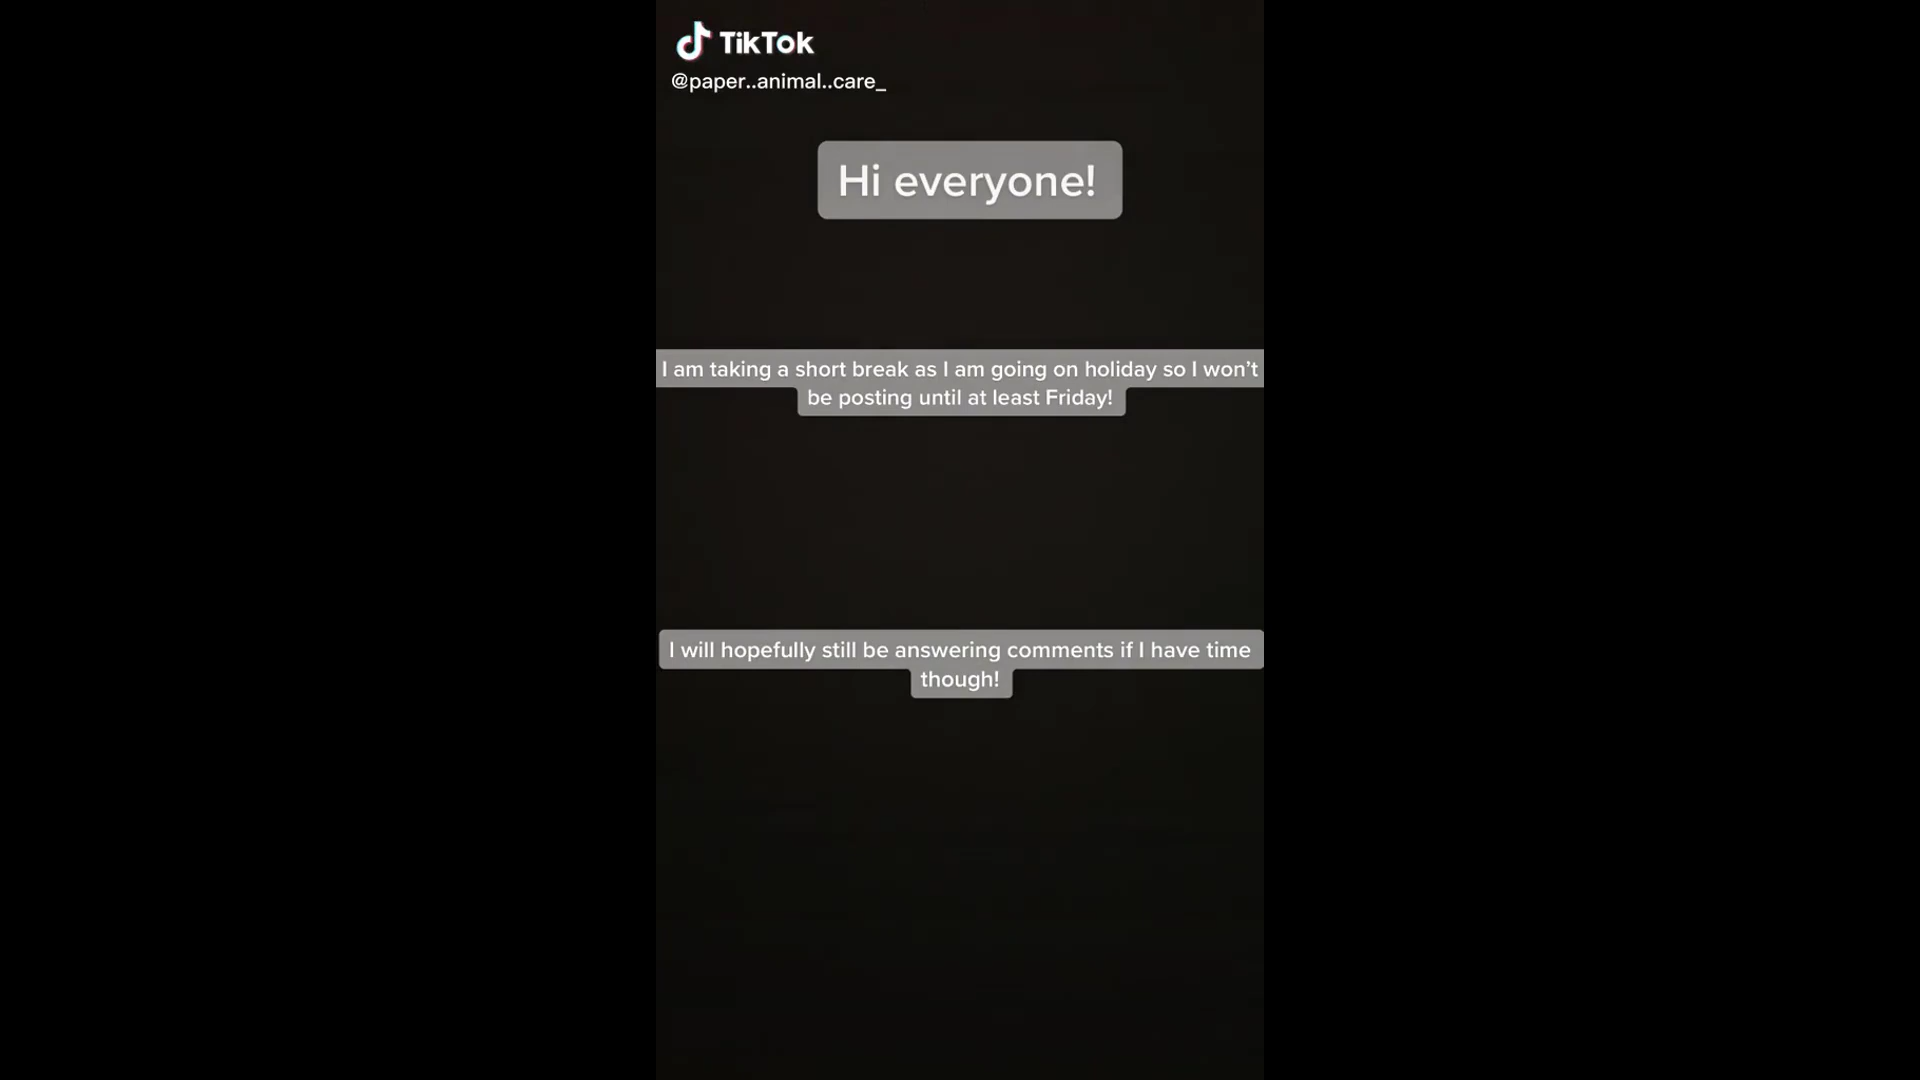 TikTok
@paper..animal..care_
Hi everyone!
I am taking a short break as I am going on holiday so I won’t
be posting until at least Friday!
I will hopefully still be answering comments if I have time
though!